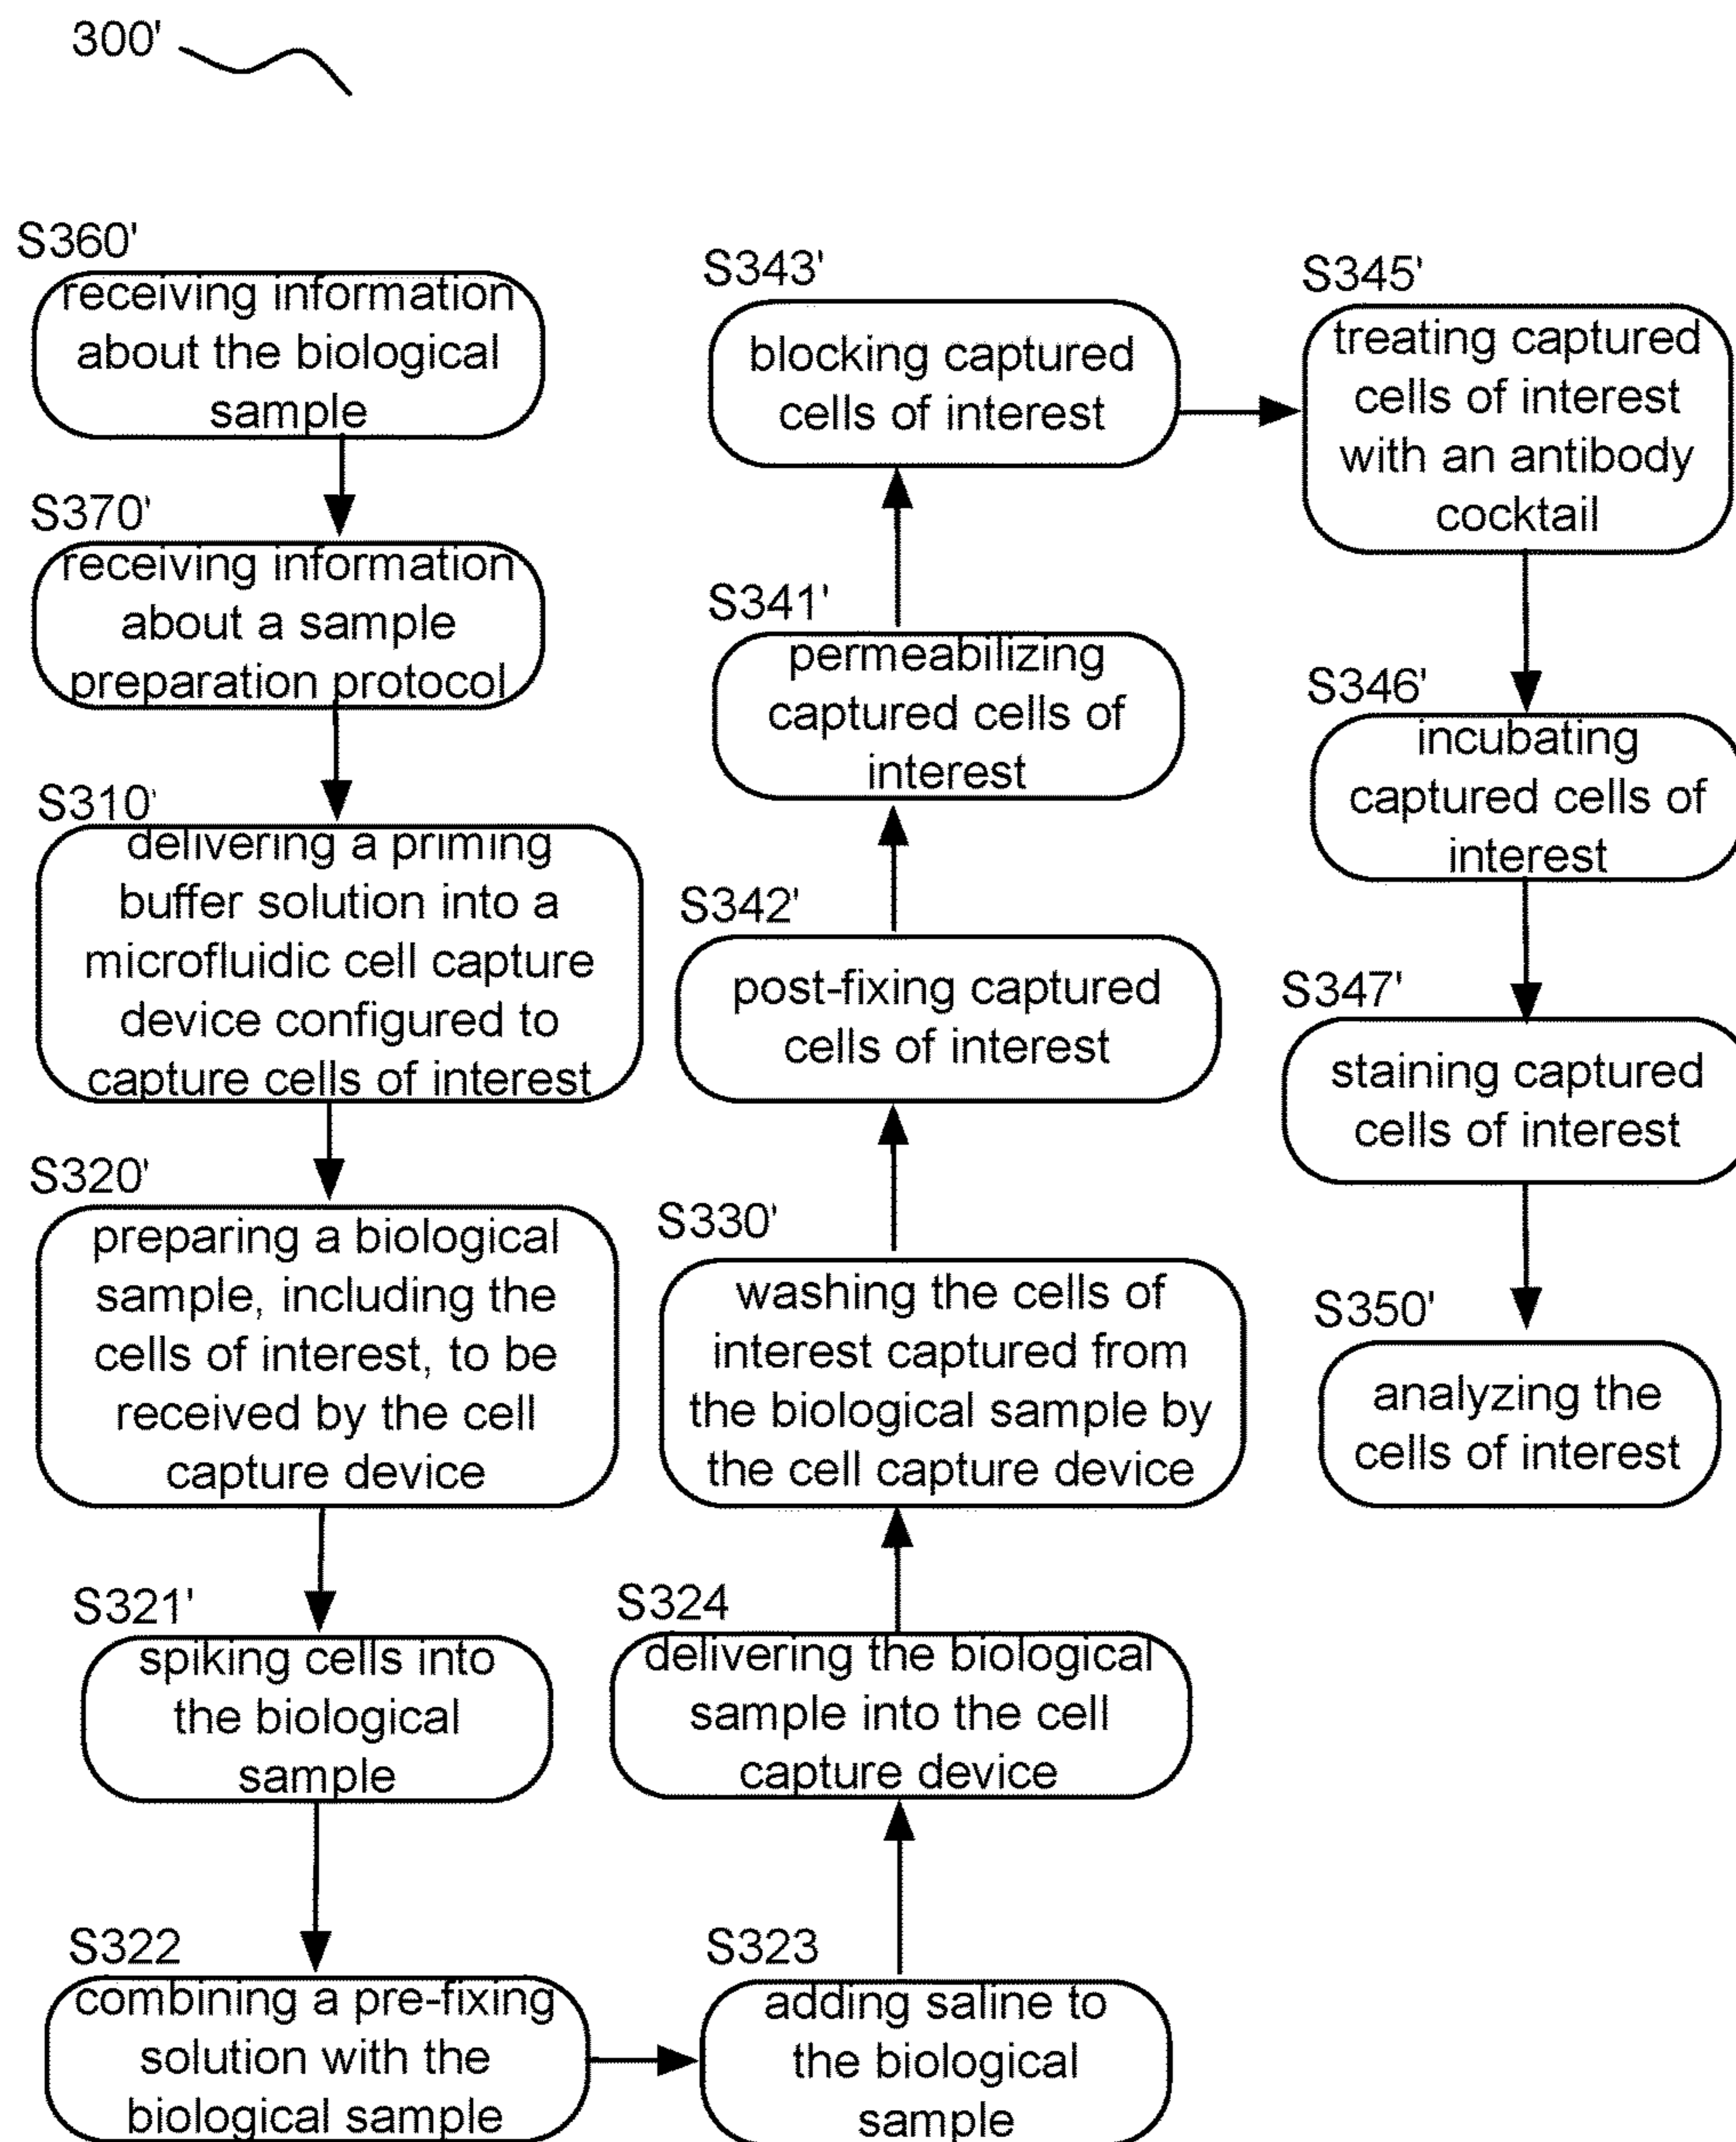 300'
S360'
receiving information
about the biological
sample
S370'
receiving information
about a sample
preparation protocol
S310'
delivering a priming
buffer solution into a
microfluidic cell capture
device configured to
capture cells of interest
S320'
preparing a biological
sample, including the
cells of interest, to be
received by the cell
capture device
S321'
spiking cells into
the biological
sample
S322
combining a pre-fixing
solution with the
biological sample
S323
adding saline to
the biological
sample
S324
delivering the biological
sample into the cell
capture device
S330'
washing the cells of
interest captured from
the biological sample by
the cell capture device
S342'
post-fixing captured
cells of interest
S341'
permeabilizing
captured cells of
interest
S343'
blocking captured
cells of interest
S345'
treating captured
cells of interest
with an antibody
cocktail
S346'
incubating
captured cells of
interest
S347'
staining captured
cells of interest
S350'
analyzing the
cells of interest